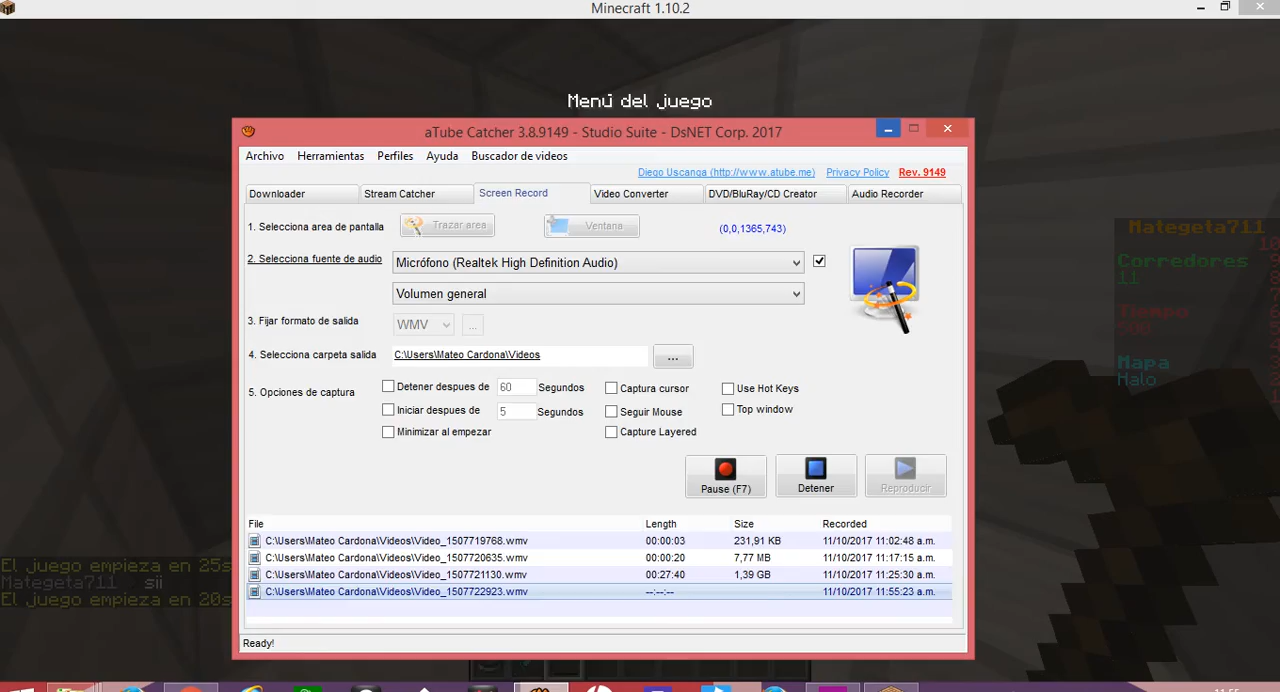 Minecraft 1.10.2
Menú del juego
aTube Catcher 3.8.9149 - Studio Suite - DsNET Corp. 2017
Archivo Herramientas Perfiles Ayuda Buscador de videos
Diego Uscanga (http://www.atube.me) Privacy Policy Rev. 9149
Downloader Stream Catcher Screen Record Video Converter DVD/BluRay/CD Creator Audio Recorder
1. Selecciona area de pantalla Trazar area Ventana (0,0,1365,743)
2. Selecciona fuente de audio Micrófono (Realtek High Definition Audio)
Volumen general
3. Fijar formato de salida WMV ...
4. Selecciona carpeta salida C:\Users\Mateo Cardona\Videos ...
5. Opciones de captura
Detener despues de 60 Segundos Captura cursor Use Hot Keys
Iniciar despues de 5 Segundos Seguir Mouse Top window
Minimizar al empezar Capture Layered
Pause (F7) Detener Reproducir
File Length Size Recorded
C:\Users\Mateo Cardona\Videos\Video_1507719768.wmv 00:00:03 231,91 KB 11/10/2017 11:02:48 a.m.
C:\Users\Mateo Cardona\Videos\Video_1507720635.wmv 00:00:20 7,77 MB 11/10/2017 11:17:15 a.m.
C:\Users\Mateo Cardona\Videos\Video_1507721130.wmv 00:27:40 1,39 GB 11/10/2017 11:25:30 a.m.
C:\Users\Mateo Cardona\Videos\Video_1507722923.wmv --:--:-- 11/10/2017 11:55:23 a.m.
Ready!
Mategeta711
10
Corredores
11
Tiempo
Mapa
Halo
El juego empieza en 25s
Mategeta711 sii
El juego empieza en 20s